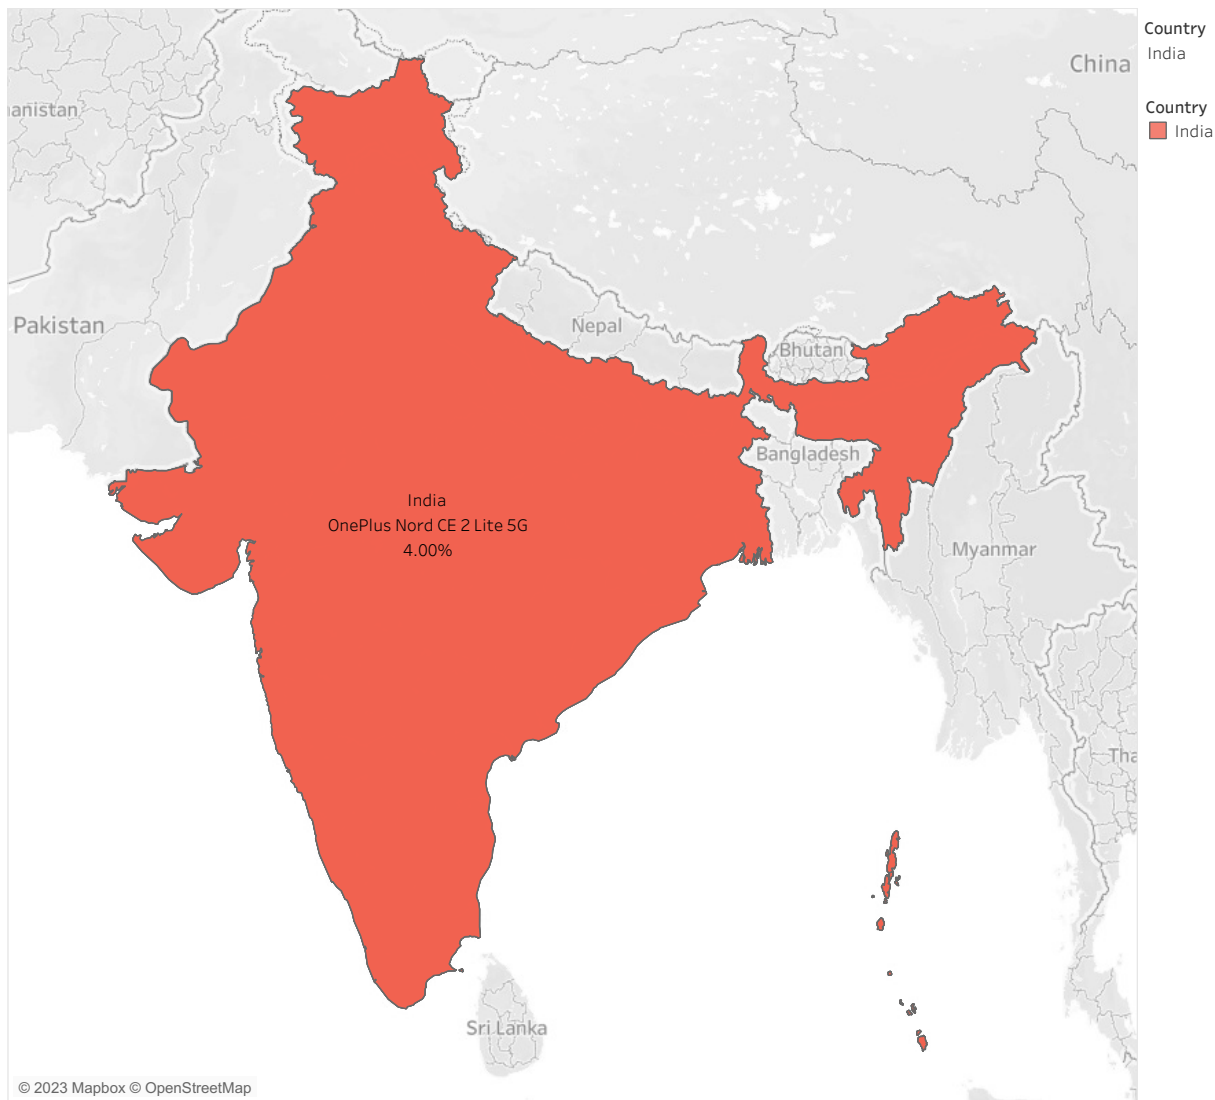 Country
India
Country
India
China
anistan
Pakistan
Nepal
Bhutan
Bangladesh
India
OnePlus Nord CE 2 Lite 5G
4.00%
Myanmar
Tha
Sri Lanka
© 2023 Mapbox © OpenStreetMap